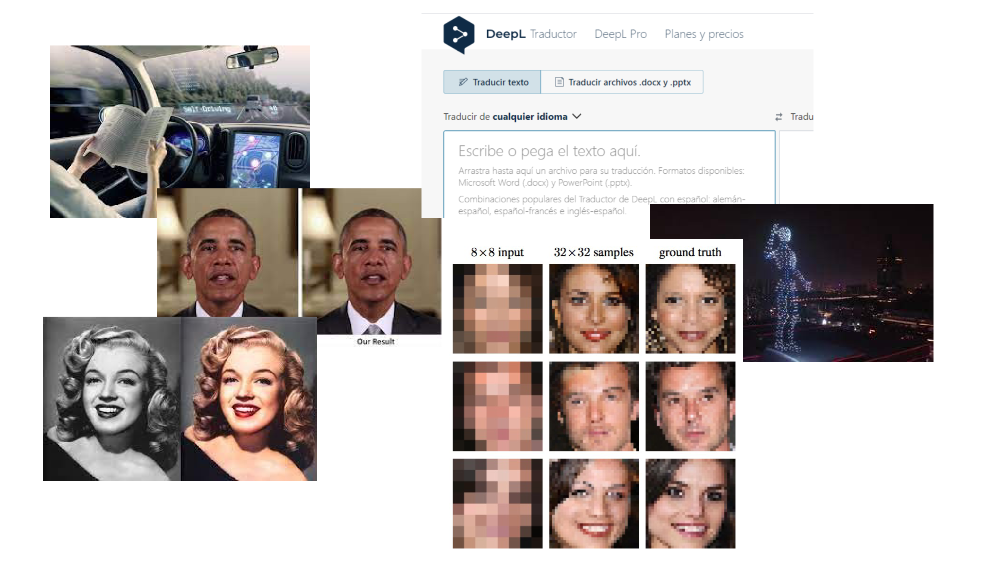 DeepL Traductor DeepL Pro Planes y precios
Traducir texto Traducir archivos .docx y .pptx
Traducir de cualquier idioma Tradu
Escribe o pega el texto aquí.
Arrastra hasta aquí un archivo para su traducción. Formatos disponibles:
Microsoft Word (.docx) y PowerPoint (.pptx).
Combinaciones populares del Traductor de DeepL con español: alemán-
español, español-francés e inglés-español.
Self-Driving 48
Our Result
8×8 input 32×32 samples ground truth